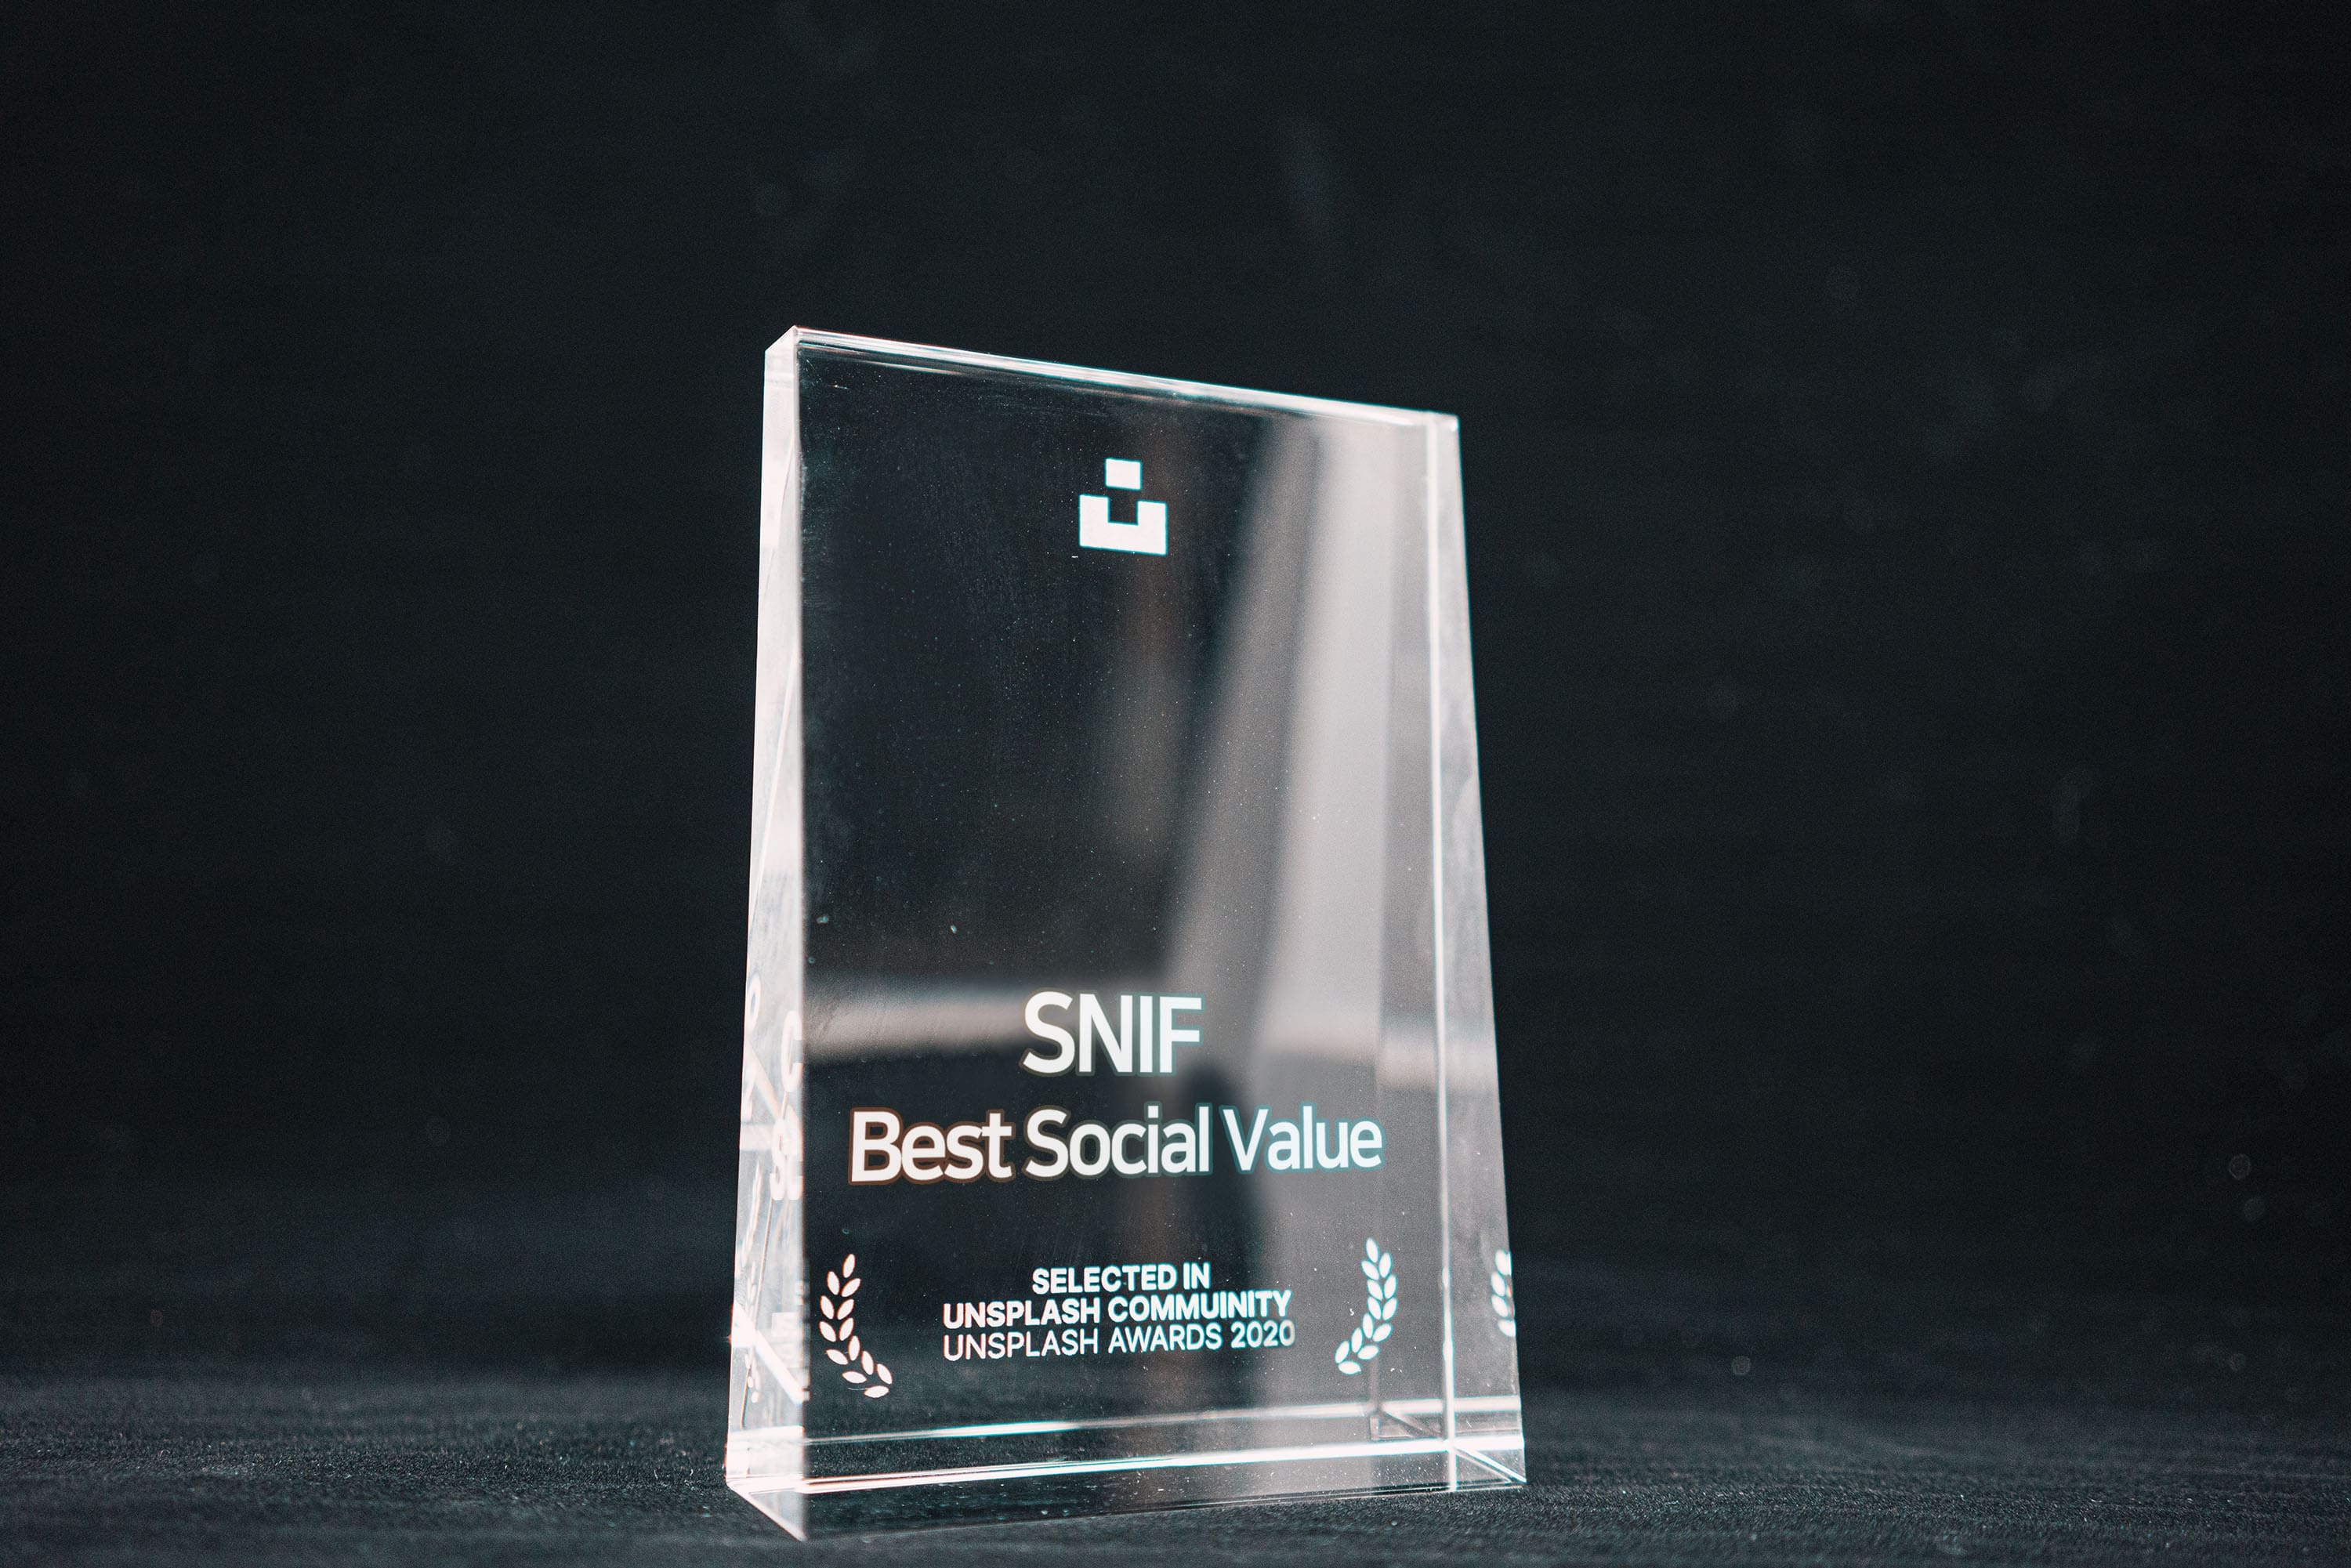 SNIF
Best Social Value
SELECTED IN
UNSPLASH COMMUINITY
UNSPLASH AWARDS 2020